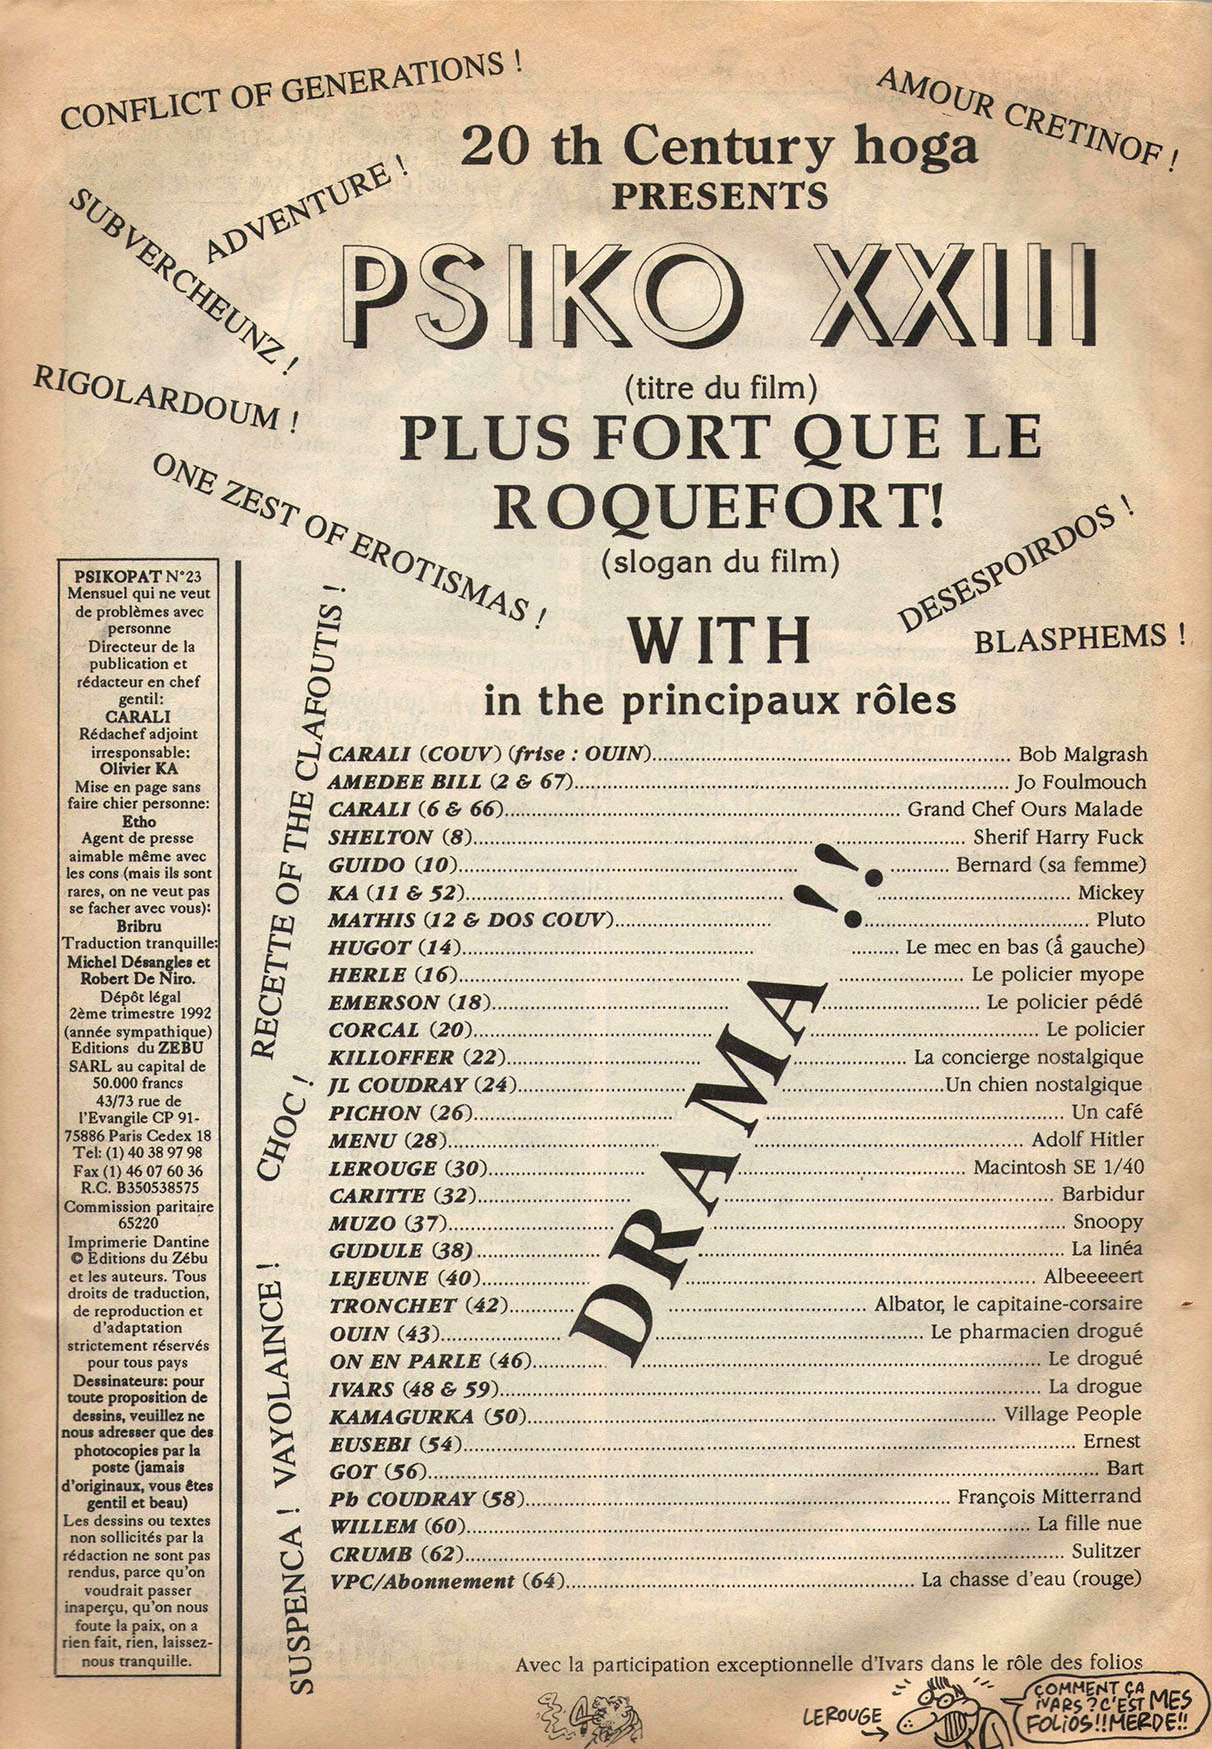 CONFLICT OF GENERATIONS !
AMOUR CRETINOF !
ADVENTURE !
SUBVERCHEUNZ !
RIGOLARDOUM !
ONE ZEST OF EROTISMAS !
20 th Century hoga
PRESENTS
PSIKO XXIII
(titre du film)
PLUS FORT QUE LE
ROQUEFORT!
(slogan du film)
DESESPOIRDOS !
BLASPHEMS !
WITH
in the principaux rôles
PSIKOPAT N°23
Mensuel qui ne veut
de problèmes avec
personne
Directeur de la
publication et
rédacteur en chef
gentil:
CARALI
Rédachef adjoint
irresponsable:
Olivier KA
Mise en page sans
faire chier personne:
Etho
Agent de presse
aimable même avec
les cons (mais ils sont
rares, on ne veut pas
se facher avec vous):
Bribru
Traduction tranquille:
Michel Désangles et
Robert De Niro.
Dépôt légal
2ème trimestre 1992
(année sympathique)
Editions du ZEBU
SARL au capital de
50.000 francs
43/73 rue de
l'Evangile CP 91-
75886 Paris Cedex 18
Tel: (1) 40 38 97 98
Fax (1) 46 07 60 36
R.C. B350538575
Commission paritaire
65220
Imprimerie Dantine
© Editions du Zébu
et les auteurs. Tous
droits de traduction,
de reproduction et
d'adaptation
strictement réservés
pour tous pays
Dessinateurs: pour
toute proposition de
dessins, veuillez ne
nous adresser que des
photocopies par la
poste (jamais
d'originaux, vous êtes
gentil et beau)
Les dessins ou textes
non sollicités par la
rédaction ne sont pas
rendus, parce qu'on
voudrait passer
inaperçu, qu'on nous
foute la paix, on a
rien fait, rien, laissez-
nous tranquille.
RECETTE OF THE CLAFOUTIS !
CHOC !
SUSPENCA ! VAYOLAINCE !
CARALI (COUV) (frise : OUIN)........ Bob Malgrash
AMEDEE BILL (2 & 67)........ Jo Foulmouch
CARALI (6 & 66)........ Grand Chef Ours Malade
SHELTON (8)........ Sherif Harry Fuck
GUIDO (10)........ Bernard (sa femme)
KA (11 & 52)........ Mickey
MATHIS (12 & DOS COUV)........ Pluto
HUGOT (14)........ Le mec en bas (à gauche)
HERLE (16)........ Le policier myope
EMERSON (18)........ Le policier pédé
CORCAL (20)........ Le policier
KILLOFFER (22)........ La concierge nostalgique
JL COUDRAY (24)........ Un chien nostalgique
PICHON (26)........ Un café
MENU (28)........ Adolf Hitler
LEROUGE (30)........ Macintosh SE 1/40
CARITTE (32)........ Barbidur
MUZO (37)........ Snoopy
GUDULE (38)........ La linéa
LEJEUNE (40)........ Albeeeeert
TRONCHET (42)........ Albator, le capitaine-corsaire
OUIN (43)........ Le pharmacien drogué
ON EN PARLE (46)........ Le drogué
IVARS (48 & 59)........ La drogue
KAMAGURKA (50)........ Village People
EUSEBI (54)........ Ernest
GOT (56)........ Bart
Pb COUDRAY (58)........ François Mitterrand
WILLEM (60)........ La fille nue
CRUMB (62)........ Sulitzer
VPC/Abonnement (64)........ La chasse d'eau (rouge)
DRAMA !!
Avec la participation exceptionnelle d'Ivars dans le rôle des folios
LEROUGE
COMMENT ÇA
IVARS ? C'EST MES
FOLIOS!! MERDE!!